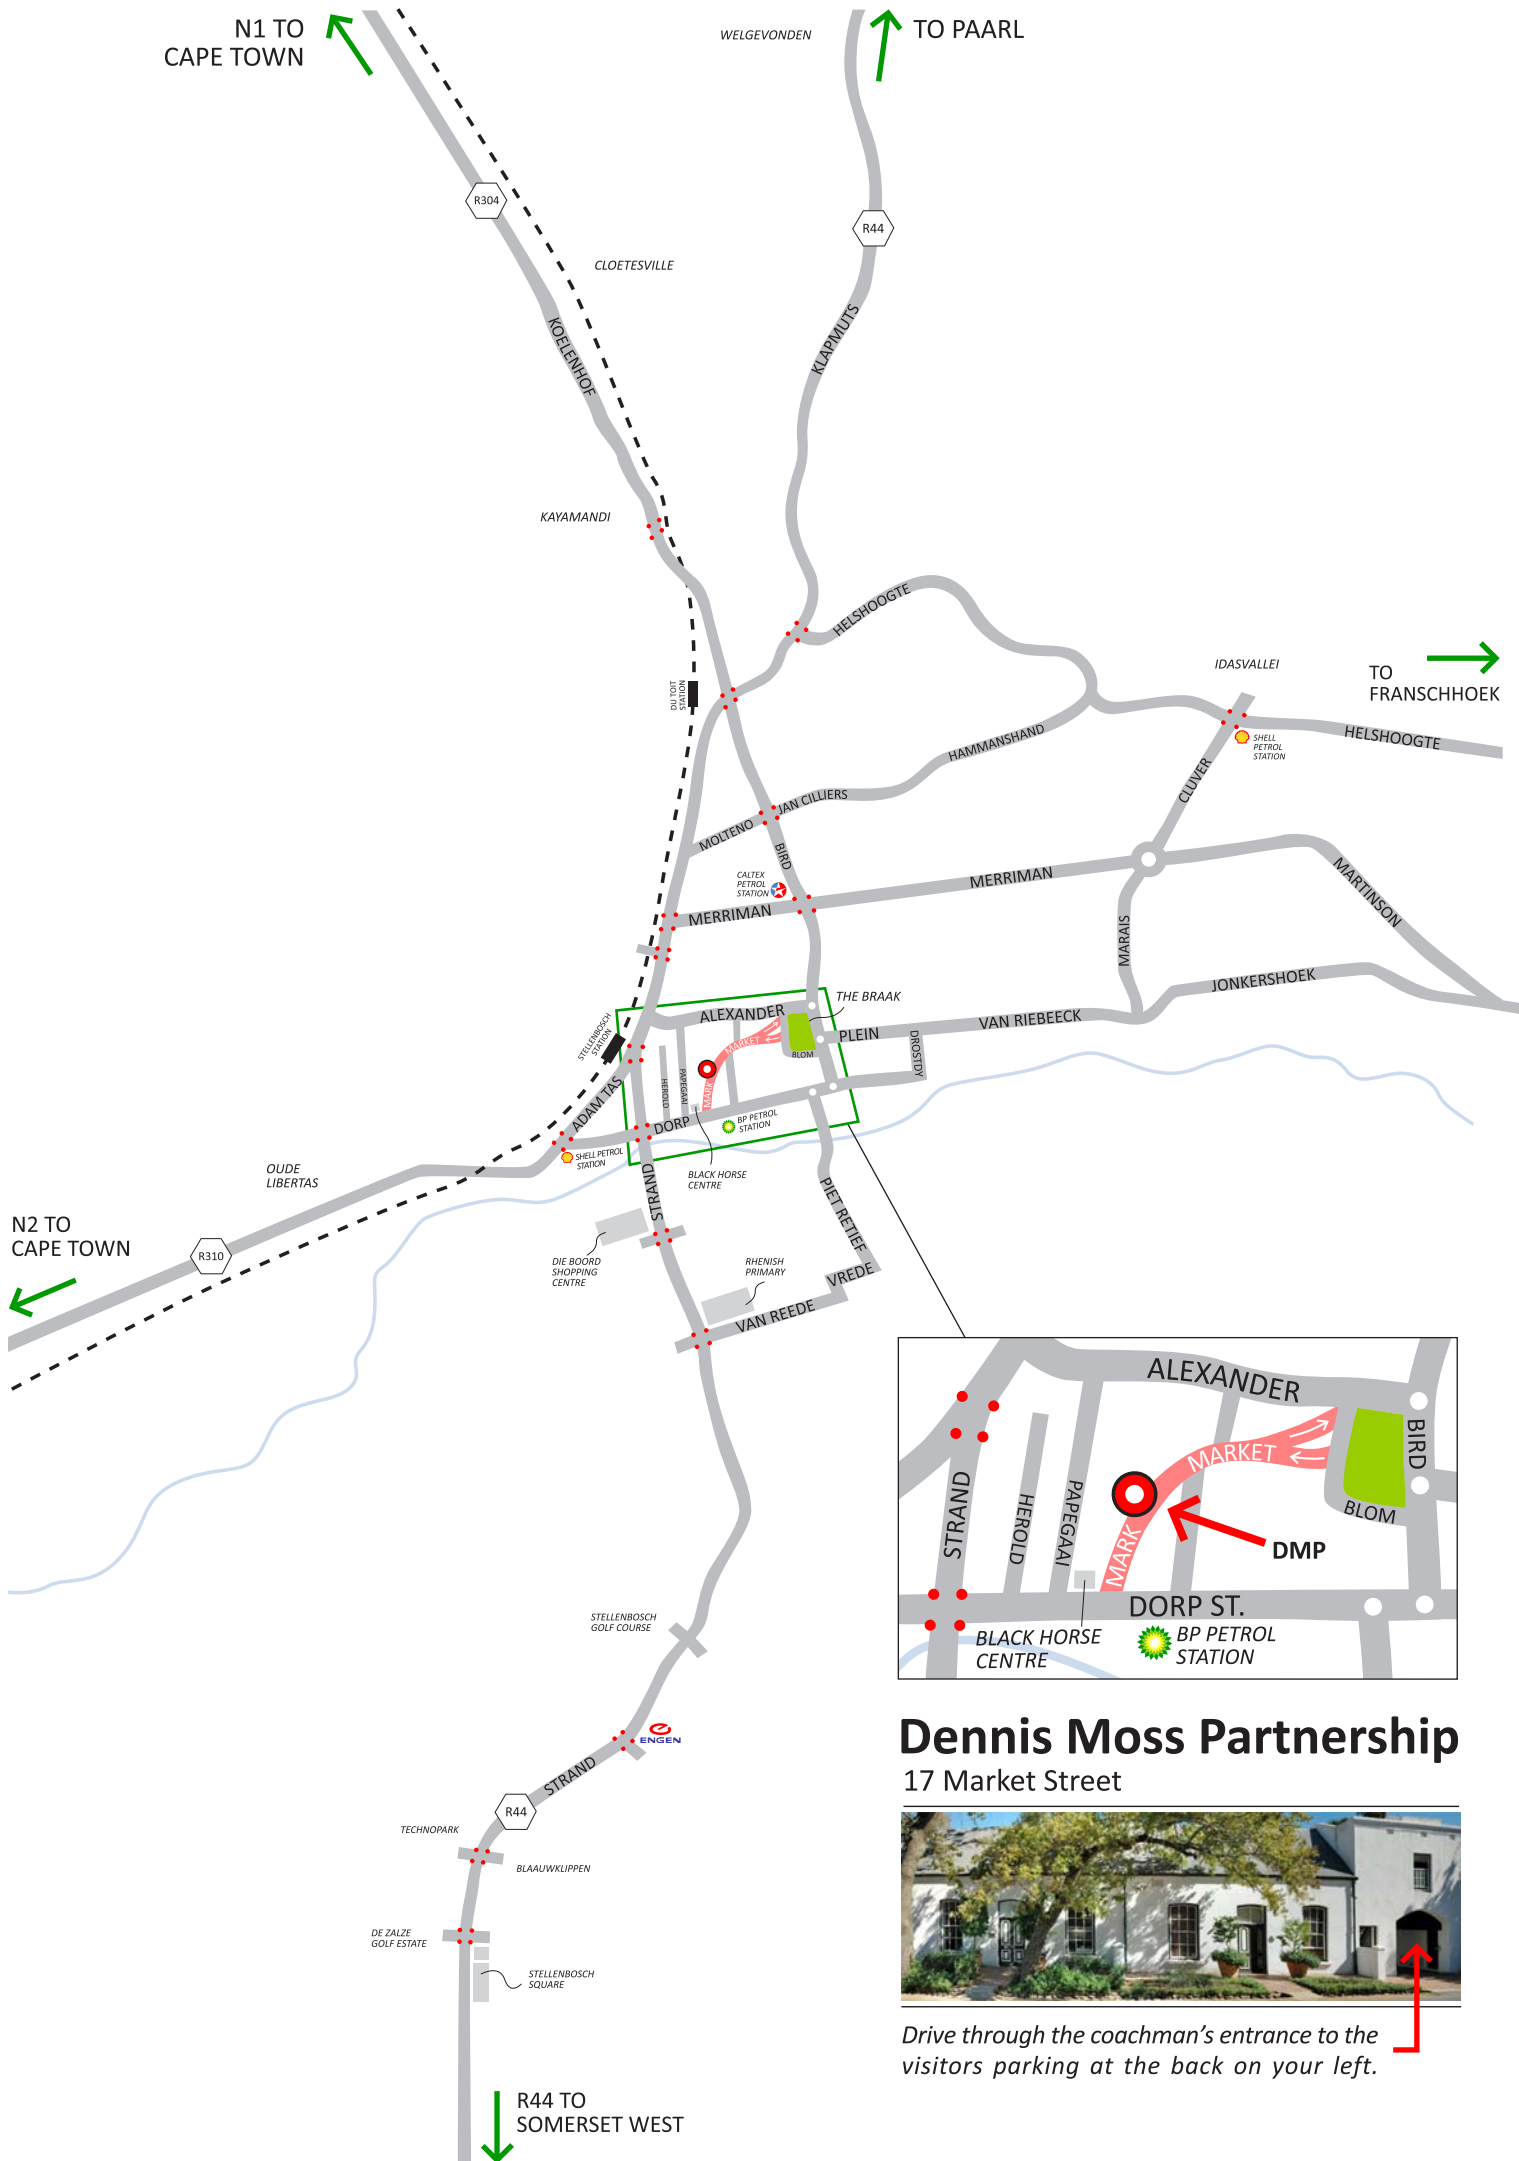 N1 TO
CAPE TOWN
WELGEVONDEN
TO PAARL
R304
R44
CLOETESVILLE
KOELENHOF
KLAPMUTS
KAYAMANDI
HELSHOOGTE
IDASVALLEI
TO
FRANSCHHOEK
DU TOIT
STATION
SHELL
PETROL
STATION
HELSHOOGTE
HAMMANSHAND
CLUVER
JAN CILLIERS
MOLTENO
BIRD
CALTEX
PETROL
STATION
MERRIMAN
MERRIMAN
MARTINSON
MARAIS
JONKERSHOEK
THE BRAAK
ALEXANDER
VAN RIEBEECK
PLEIN
STELLENBOSCH
STATION
MARKET
BLOM
DROSTDY
ADAM TAS
HEROLD
PAPEGAAI
MARK
DORP
BP PETROL
STATION
SHELL PETROL
STATION
BLACK HORSE
CENTRE
OUDE
LIBERTAS
STRAND
PIET RETIEF
N2 TO
CAPE TOWN
R310
DIE BOORD
SHOPPING
CENTRE
RHENISH
PRIMARY
VREDE
VAN REEDE
ALEXANDER
BIRD
MARKET
STRAND
HEROLD
PAPEGAAI
MARK
BLOM
DMP
DORP ST.
BLACK HORSE
CENTRE
BP PETROL
STATION
STELLENBOSCH
GOLF COURSE
ENGEN
STRAND
R44
TECHNOPARK
BLAAUWKLIPPEN
DE ZALZE
GOLF ESTATE
STELLENBOSCH
SQUARE
R44 TO
SOMERSET WEST
Dennis Moss Partnership
17 Market Street
Drive through the coachman's entrance to the
visitors parking at the back on your left.